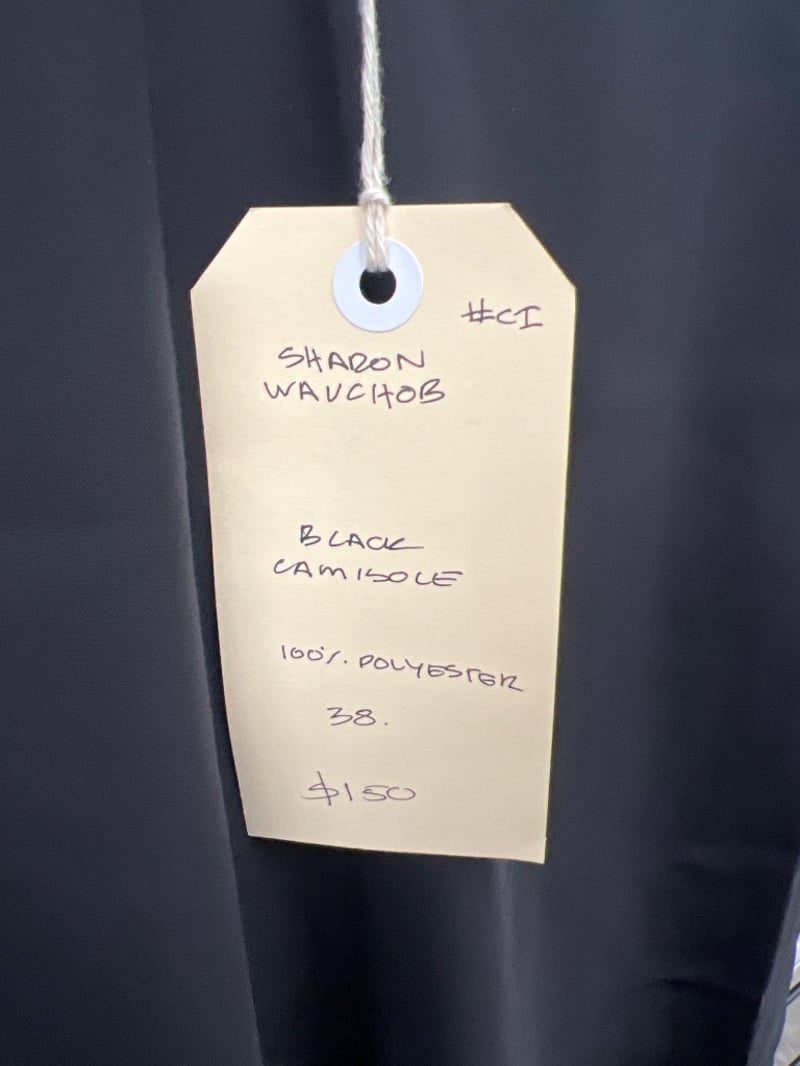 #CI
SHARON
WAUCHOB
BLACK
CAMISOLE
100% POLYESTER
38.
$150